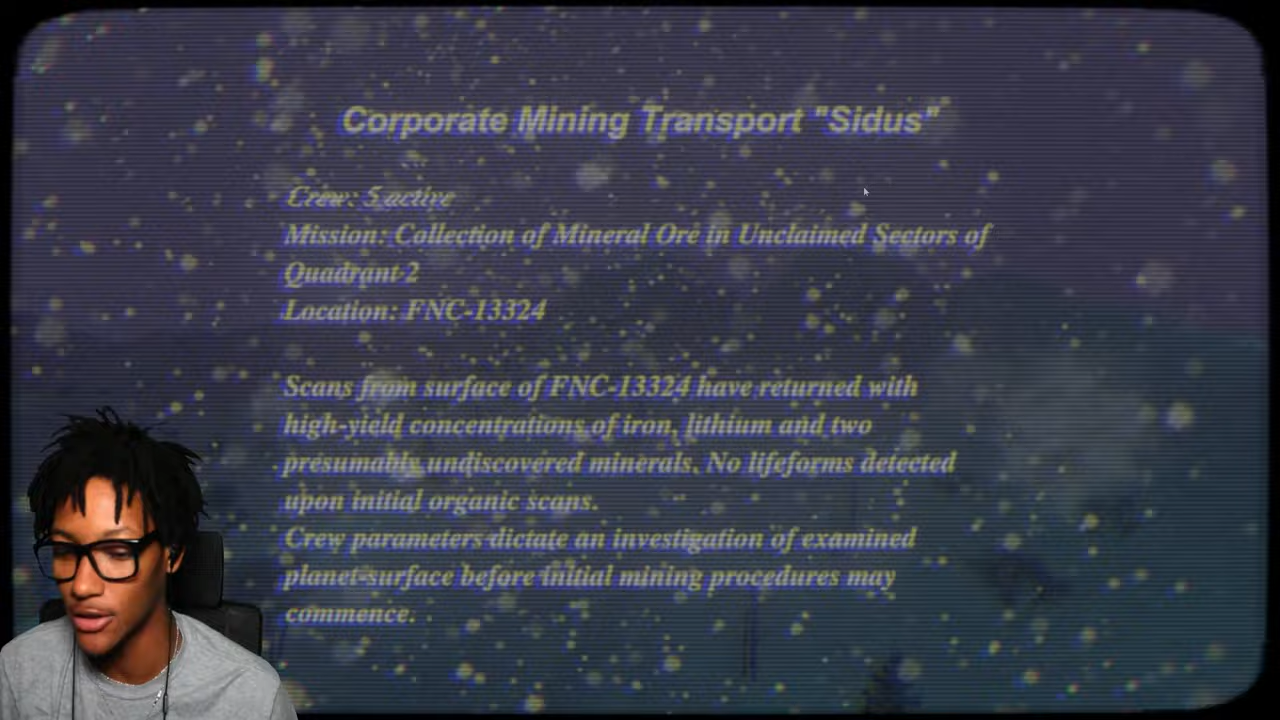 Corporate Mining Transport "Sidus"
Crew: 5 active
Mission: Collection of Mineral Ore in Unclaimed Sectors of
Quadrant 2
Location: FNC-13324
Scans from surface of FNC-13324 have returned with
high-yield concentrations of iron, lithium and two
presumably undiscovered minerals. No lifeforms detected
upon initial organic scans.
Crew parameters dictate an investigation of examined
planet-surface before initial mining procedures may
commence.